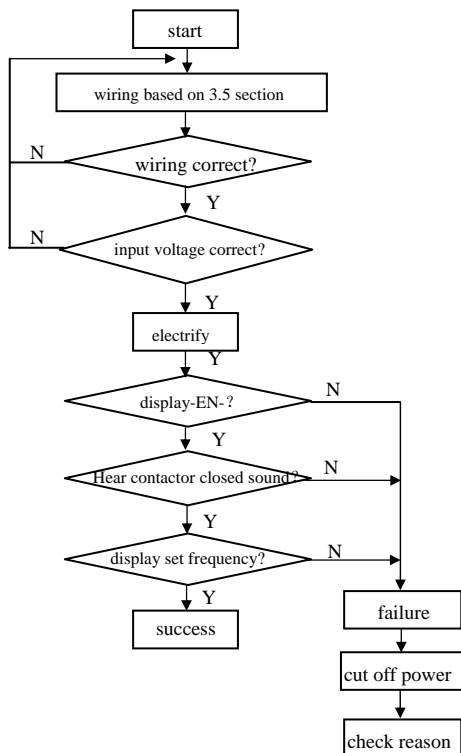 start
wiring based on 3.5 section
N
wiring correct?
Y
N
input voltage correct?
Y
electrify
Y
display-EN-?
N
Y
Hear contactor closed sound?
N
Y
display set frequency?
N
Y
success
failure
cut off power
check reason